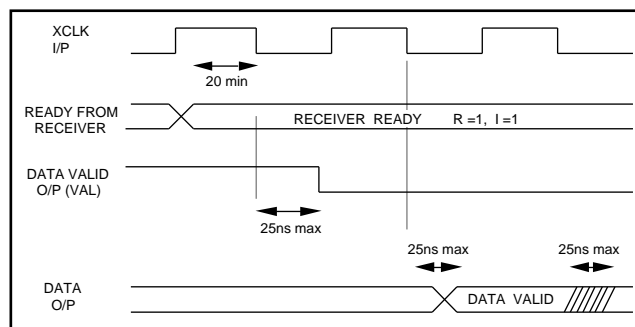 XCLK
I/P
20 min
READY FROM
RECEIVER
RECEIVER READY R =1, I =1
DATA VALID
O/P (VAL)
25ns max
25ns max
25ns max
DATA
O/P
DATA VALID